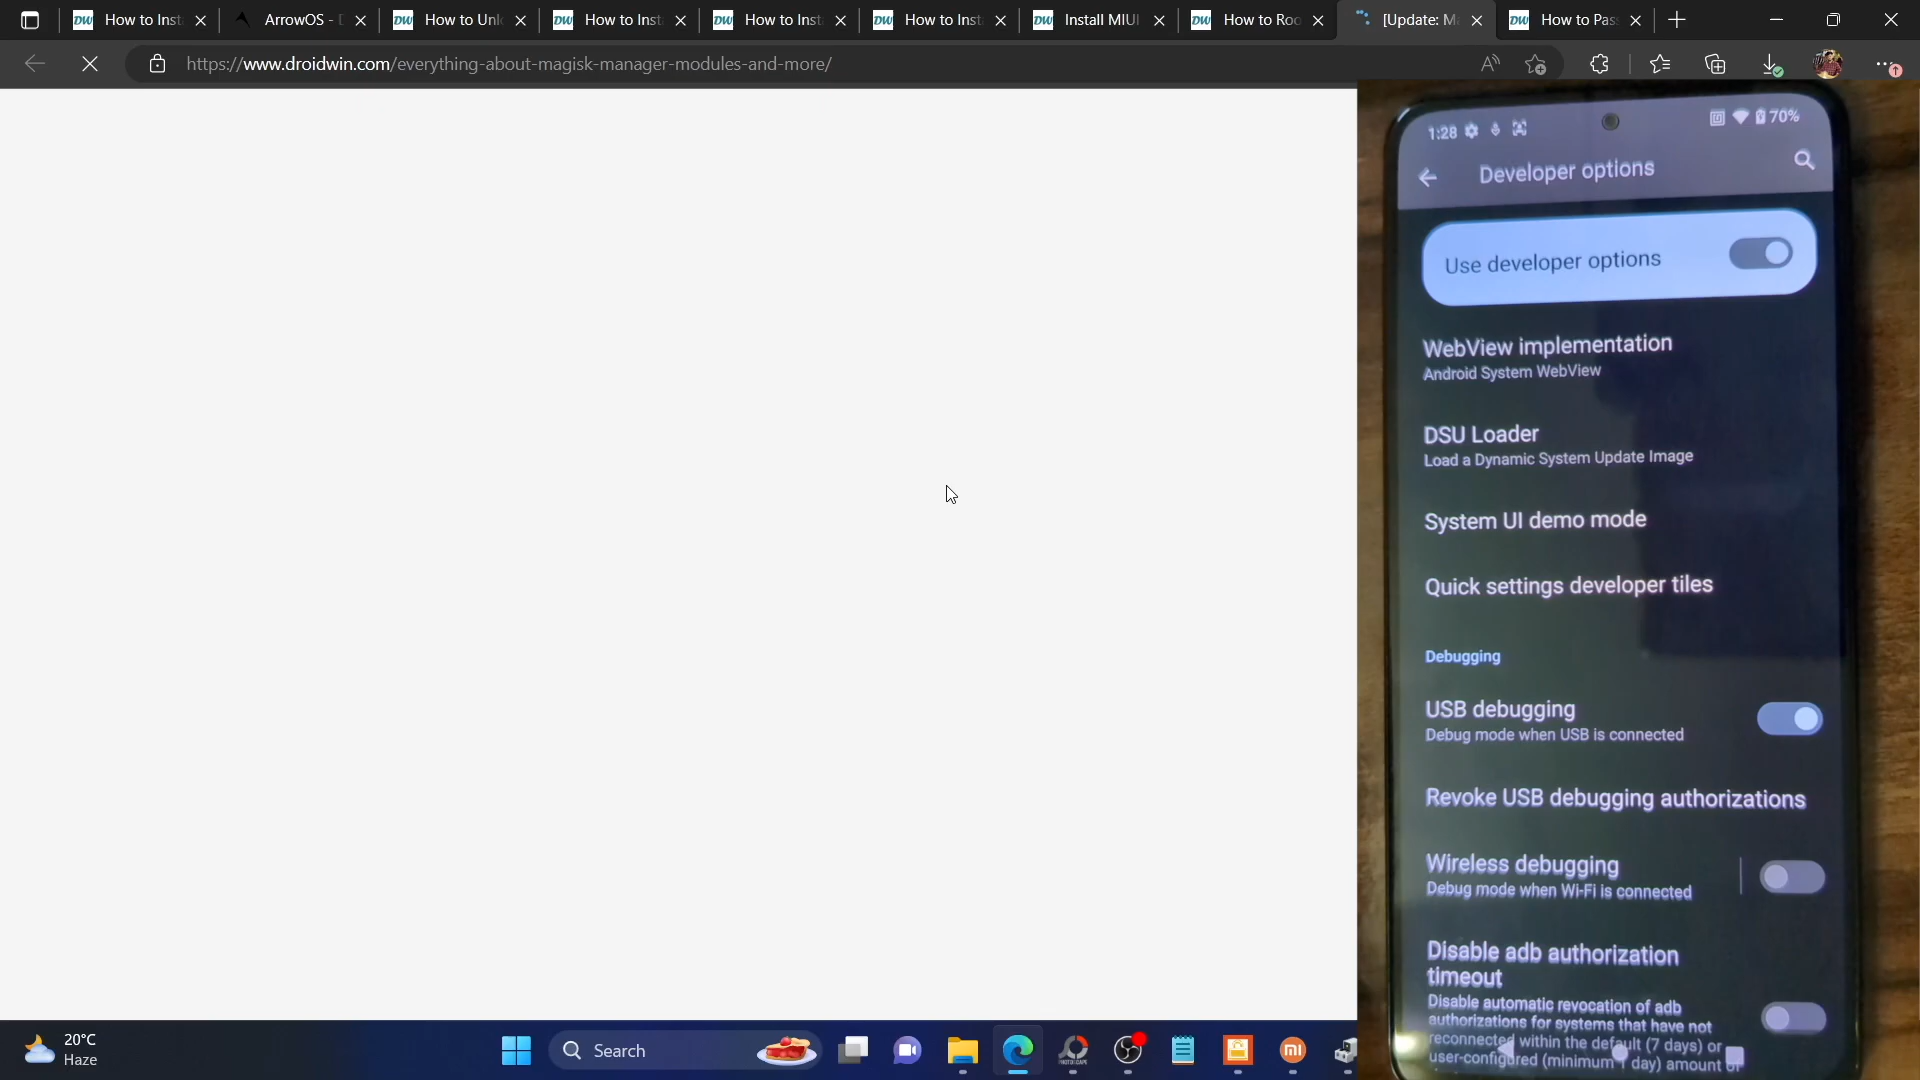 How to Inst
ArrowOS - D
How to Unl
How to Inst
How to Inst
How to Inst
Install MIUI
How to Roo
[Update: Ma
How to Pas
https://www.droidwin.com/everything-about-magisk-manager-modules-and-more/
1:28
70%
Developer options
Use developer options
WebView implementation
Android System WebView
DSU Loader
Load a Dynamic System Update Image
System UI demo mode
Quick settings developer tiles
Debugging
USB debugging
Debug mode when USB is connected
Revoke USB debugging authorizations
Wireless debugging
Debug mode when Wi-Fi is connected
Disable adb authorization
timeout
Disable automatic revocation of adb
authorizations for systems that have not
reconnected within the default (7 days) or
user-configured (minimum 1 day) amount of
20°C
Haze
Search